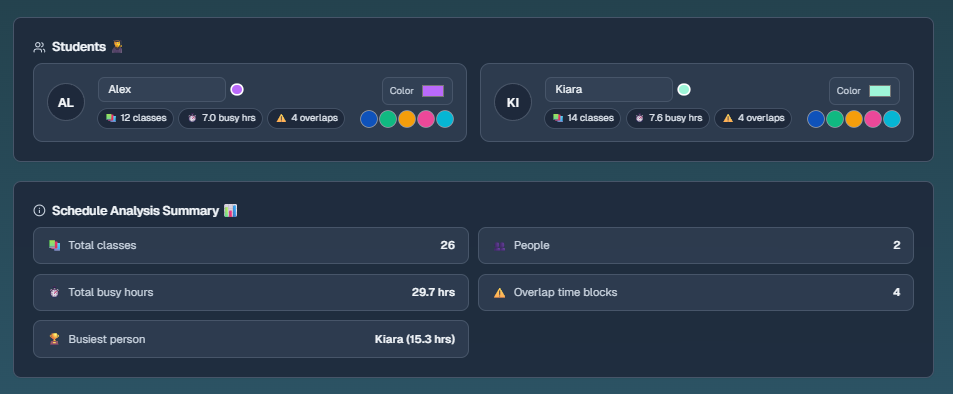 Students
AL
Alex
Color
12 classes
7.0 busy hrs
4 overlaps
KI
Kiara
Color
14 classes
7.6 busy hrs
4 overlaps
Schedule Analysis Summary
Total classes 26
People 2
Total busy hours 29.7 hrs
Overlap time blocks 4
Busiest person Kiara (15.3 hrs)